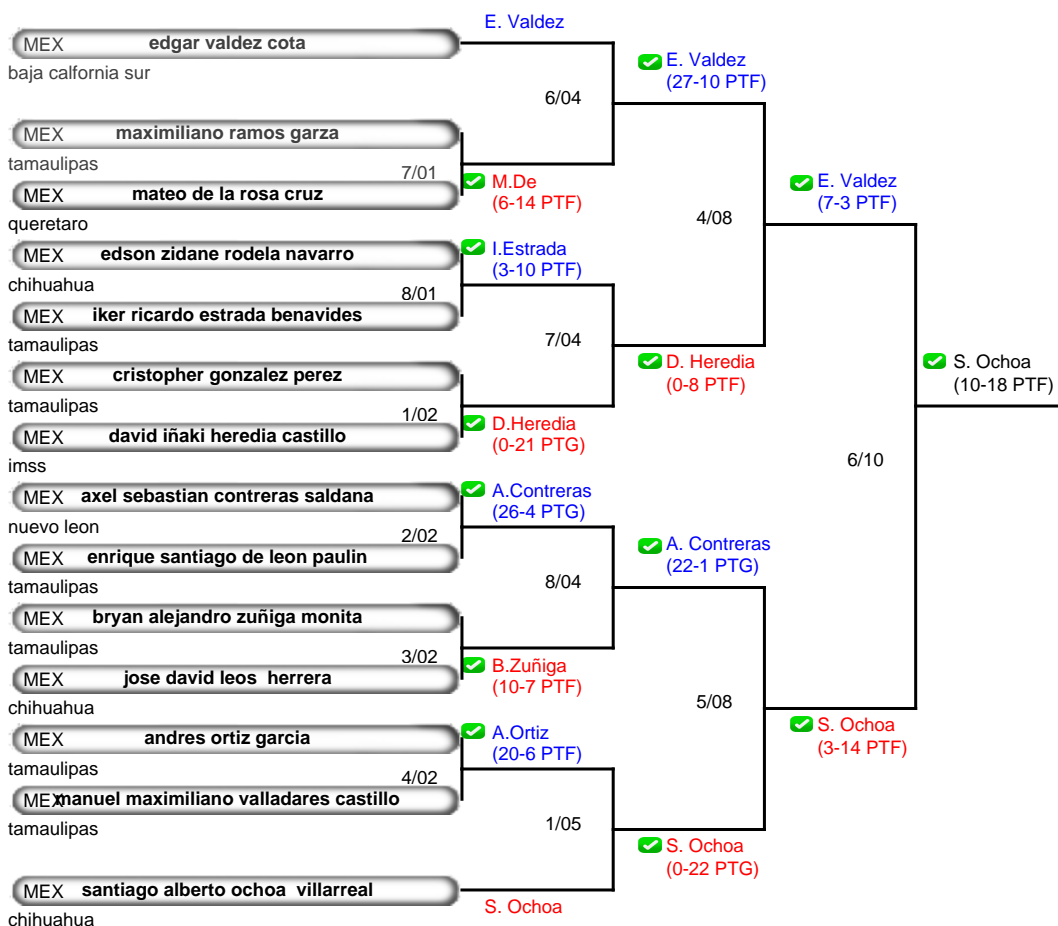 E. Valdez
MEX edgar valdez cota
baja calfornia sur
E. Valdez
(27-10 PTF)
6/04
MEX maximiliano ramos garza
tamaulipas
7/01
M.De
(6-14 PTF)
MEX mateo de la rosa cruz
queretaro
E. Valdez
(7-3 PTF)
4/08
MEX edson zidane rodela navarro
chihuahua
I.Estrada
(3-10 PTF)
8/01
MEX iker ricardo estrada benavides
tamaulipas
7/04
D. Heredia
(0-8 PTF)
MEX cristopher gonzalez perez
tamaulipas
1/02
D.Heredia
(0-21 PTG)
MEX david iñaki heredia castillo
imss
S. Ochoa
(10-18 PTF)
6/10
MEX axel sebastian contreras saldana
nuevo leon
A.Contreras
(26-4 PTG)
2/02
MEX enrique santiago de leon paulin
tamaulipas
A. Contreras
(22-1 PTG)
8/04
MEX bryan alejandro zuñiga monita
tamaulipas
3/02
B.Zuñiga
(10-7 PTF)
MEX jose david leos herrera
chihuahua
5/08
S. Ochoa
(3-14 PTF)
MEX andres ortiz garcia
tamaulipas
A.Ortiz
(20-6 PTF)
4/02
MEX manuel maximiliano valladares castillo
tamaulipas
1/05
S. Ochoa
(0-22 PTG)
MEX santiago alberto ochoa villarreal
chihuahua
S. Ochoa